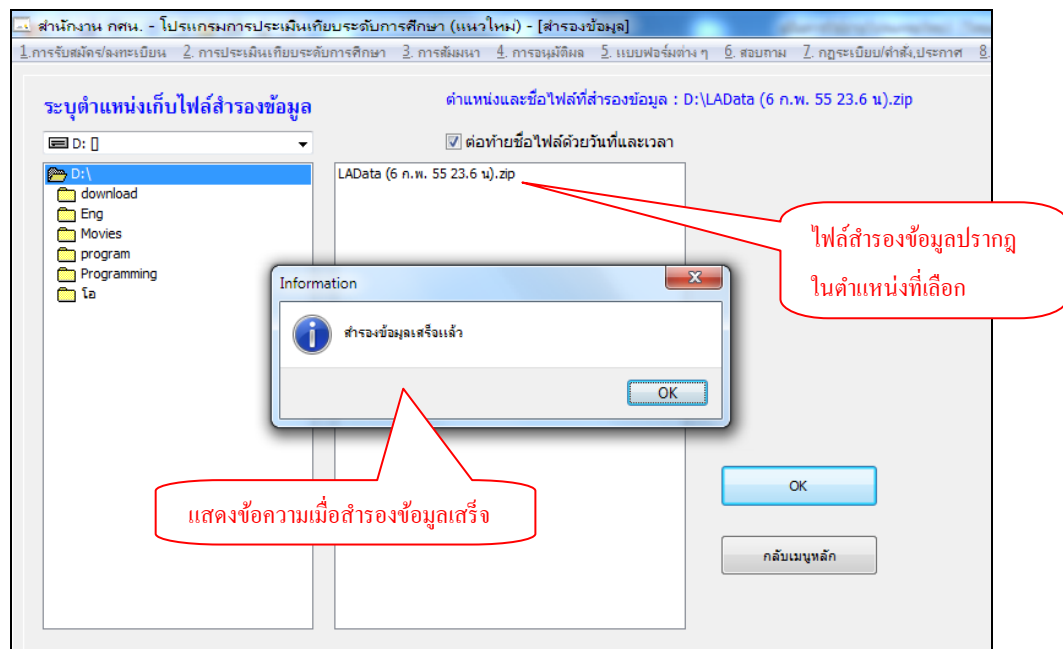 สำนักงาน กศน. - โปรแกรมการประเมินเทียบระดับการศึกษา (แนวใหม่) - [สำรองข้อมูล]
1.การรับสมัคร/ลงทะเบียน 2. การประเมินเทียบระดับการศึกษา 3. การสัมมนา 4. การอนุมัติผล 5. แบบฟอร์มต่าง ๆ 6. สอบถาม 7. กฎระเบียบ/คำสั่ง,ประกาศ 8.
ระบุตำแหน่งเก็บไฟล์สำรองข้อมูล
ตำแหน่งและชื่อไฟล์ที่สำรองข้อมูล : D:\LAData (6 ก.พ. 55 23.6 น).zip
D: []
ต่อท้ายชื่อไฟล์ด้วยวันที่และเวลา
D:\
download
Eng
Movies
program
Programming
โอ
LAData (6 ก.พ. 55 23.6 น).zip
ไฟล์สำรองข้อมูลปรากฎ
ในตำแหน่งที่เลือก
Information
สำรองข้อมูลเสร็จแล้ว
OK
แสดงข้อความเมื่อสำรองข้อมูลเสร็จ
OK
กลับเมนูหลัก